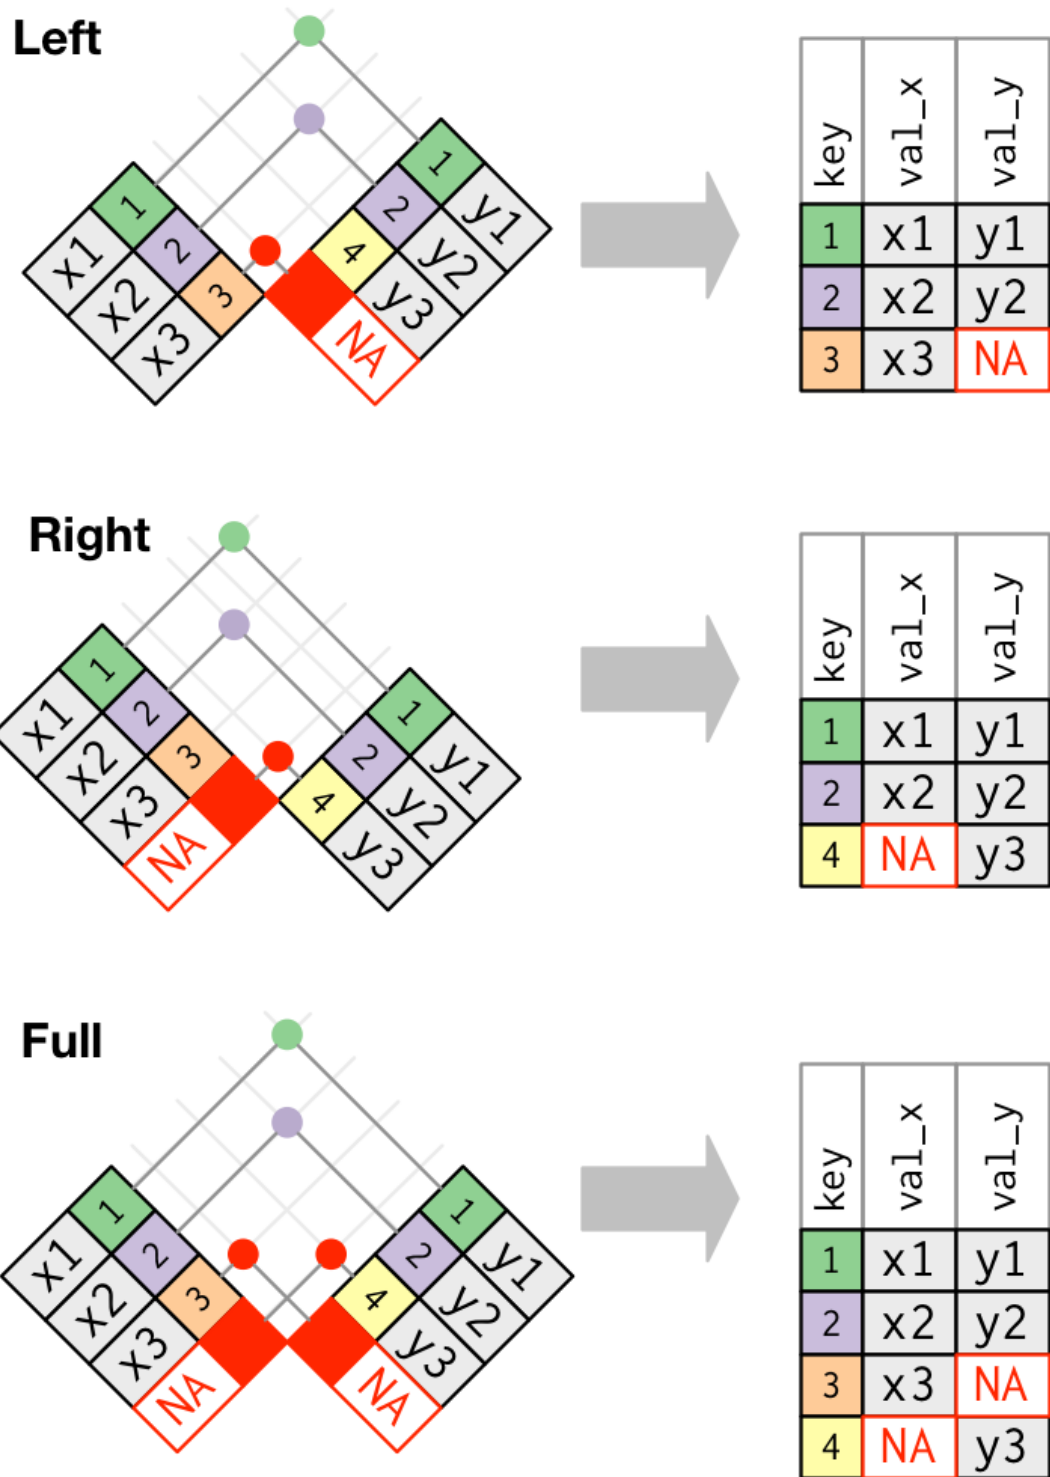 Left
1
x1
2
x2
3
x3
1
y1
2
y2
4
y3
NA
key val_x val_y
1 x1 y1
2 x2 y2
3 x3 NA
Right
1
x1
2
x2
3
x3
NA
1
y1
2
y2
4
y3
key val_x val_y
1 x1 y1
2 x2 y2
4 NA y3
Full
1
x1
2
x2
3
x3
NA
1
y1
2
y2
4
y3
NA
key val_x val_y
1 x1 y1
2 x2 y2
3 x3 NA
4 NA y3